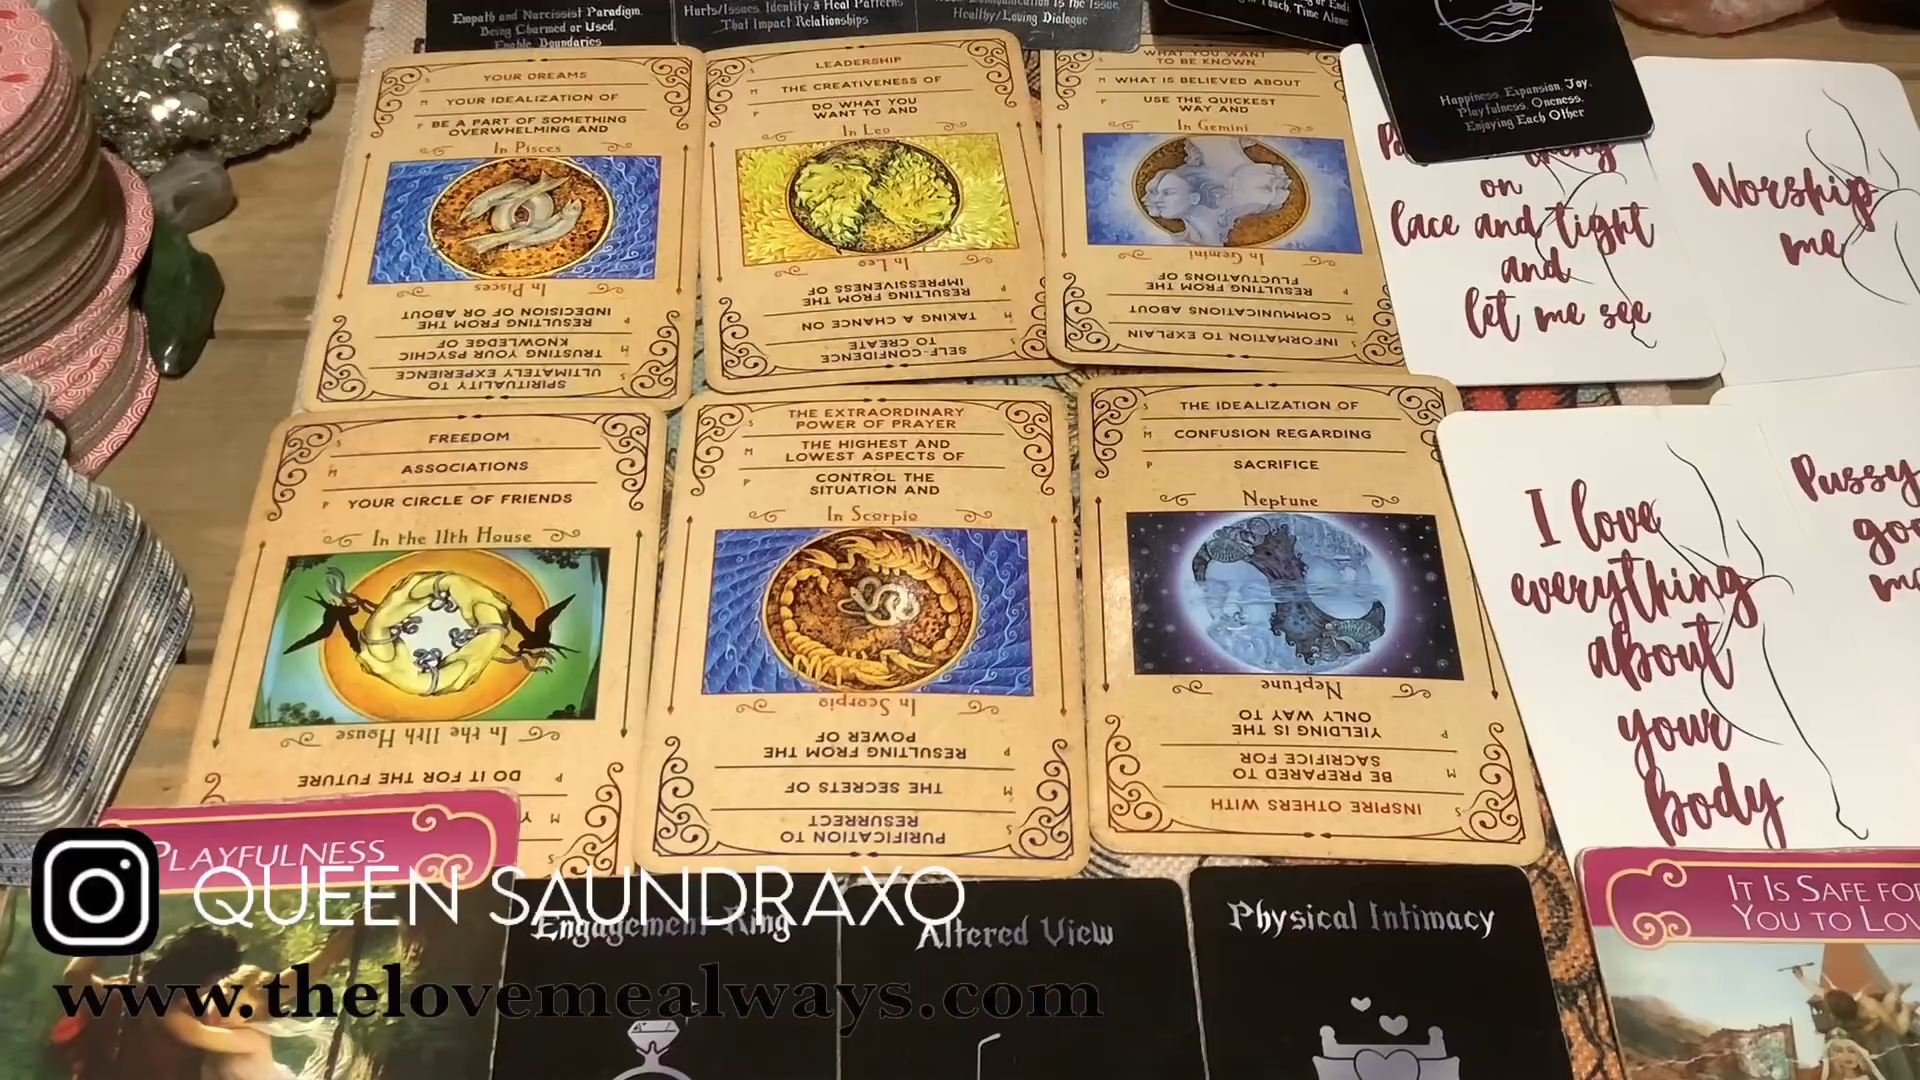 Empath and Narcissist Paradigm.
Being Charmed or Used.
Enable Boundaries
Hurts/Issues. Identity & Heal Patterns
That Impact Relationships
Communication Is the Issue.
Healthy/Loving Dialogue
Touch, Time Alone
Happiness, Expansion, Joy,
Playfulness, Oneness,
Enjoying Each Other
S YOUR DREAMS
M YOUR IDEALIZATION OF
P BE A PART OF SOMETHING
OVERWHELMING AND
In Pisces
In Pisces
P RESULTING FROM THE
INDECISION OF OR ABOUT
M TRUSTING YOUR PSYCHIC
KNOWLEDGE OF
S SPIRITUALITY TO
ULTIMATELY EXPERIENCE
S LEADERSHIP
M THE CREATIVENESS OF
P DO WHAT YOU
WANT TO AND
In Leo
In Leo
P RESULTING FROM THE
IMPRESSIVENESS OF
M TAKING A CHANCE ON
S SELF-CONFIDENCE
TO CREATE
WHAT YOU WANT
TO BE KNOWN
M WHAT IS BELIEVED ABOUT
P USE THE QUICKEST
WAY AND
In Gemini
In Gemini
P RESULTING FROM THE
FLUCTUATIONS OF
M COMMUNICATIONS ABOUT
S INFORMATION TO EXPLAIN
on
lace and tight
and
let me see
Worship
me
S FREEDOM
M ASSOCIATIONS
P YOUR CIRCLE OF FRIENDS
In the 11th House
In the 11th House
P DO IT FOR THE FUTURE
M
S
S THE EXTRAORDINARY
POWER OF PRAYER
M THE HIGHEST AND
LOWEST ASPECTS OF
P CONTROL THE
SITUATION AND
In Scorpio
In Scorpio
P RESULTING FROM THE
POWER OF
M THE SECRETS OF
S PURIFICATION TO
RESURRECT
S THE IDEALIZATION OF
M CONFUSION REGARDING
P SACRIFICE
Neptune
Neptune
P YIELDING IS THE
ONLY WAY TO
M BE PREPARED TO
SACRIFICE FOR
S INSPIRE OTHERS WITH
I love
everything
about
your
body
Pussy
PLAYFULNESS
QUEEN SAUNDRAXO
www.thelovemealways.com
Engagement Ring
Altered View
Physical Intimacy
IT IS SAFE FOR
YOU TO LOV